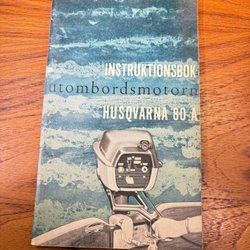 INSTRUKTIONSBOK
utombordsmotorn
HUSQVARNA 60 A